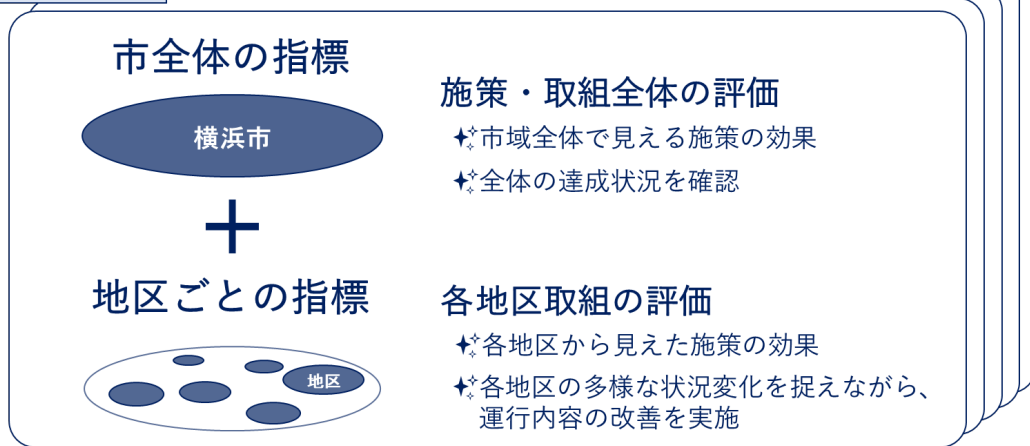 市全体の指標
横浜市
施策・取組全体の評価
市域全体で見える施策の効果
全体の達成状況を確認
＋
地区ごとの指標
地区
各地区取組の評価
各地区から見えた施策の効果
各地区の多様な状況変化を捉えながら、
運行内容の改善を実施